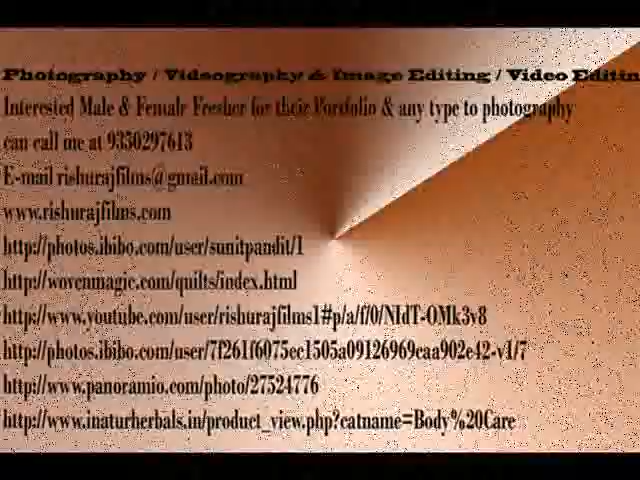 Photography / Videography & Image Editing / Video Editin
Interested Male & Female Fresher for their Portfolio & any type to photography
can call me at 9350297613
E-mail rishurajfilms@gmail.com
www.rishurajfilms.com
http://photos.ibibo.com/user/sunitpandit/1
http://wovenmagic.com/quilts/index.html
http://www.youtube.com/user/rishurajfilms1#p/a/f/0/NIdT-OMk3v8
http://photos.ibibo.com/user/7f261f6075ec1505a09126969eaa902e42-v1/7
http://www.panoramio.com/photo/27524776
http://www.inaturherbals.in/product_view.php?catname=Body%20Care